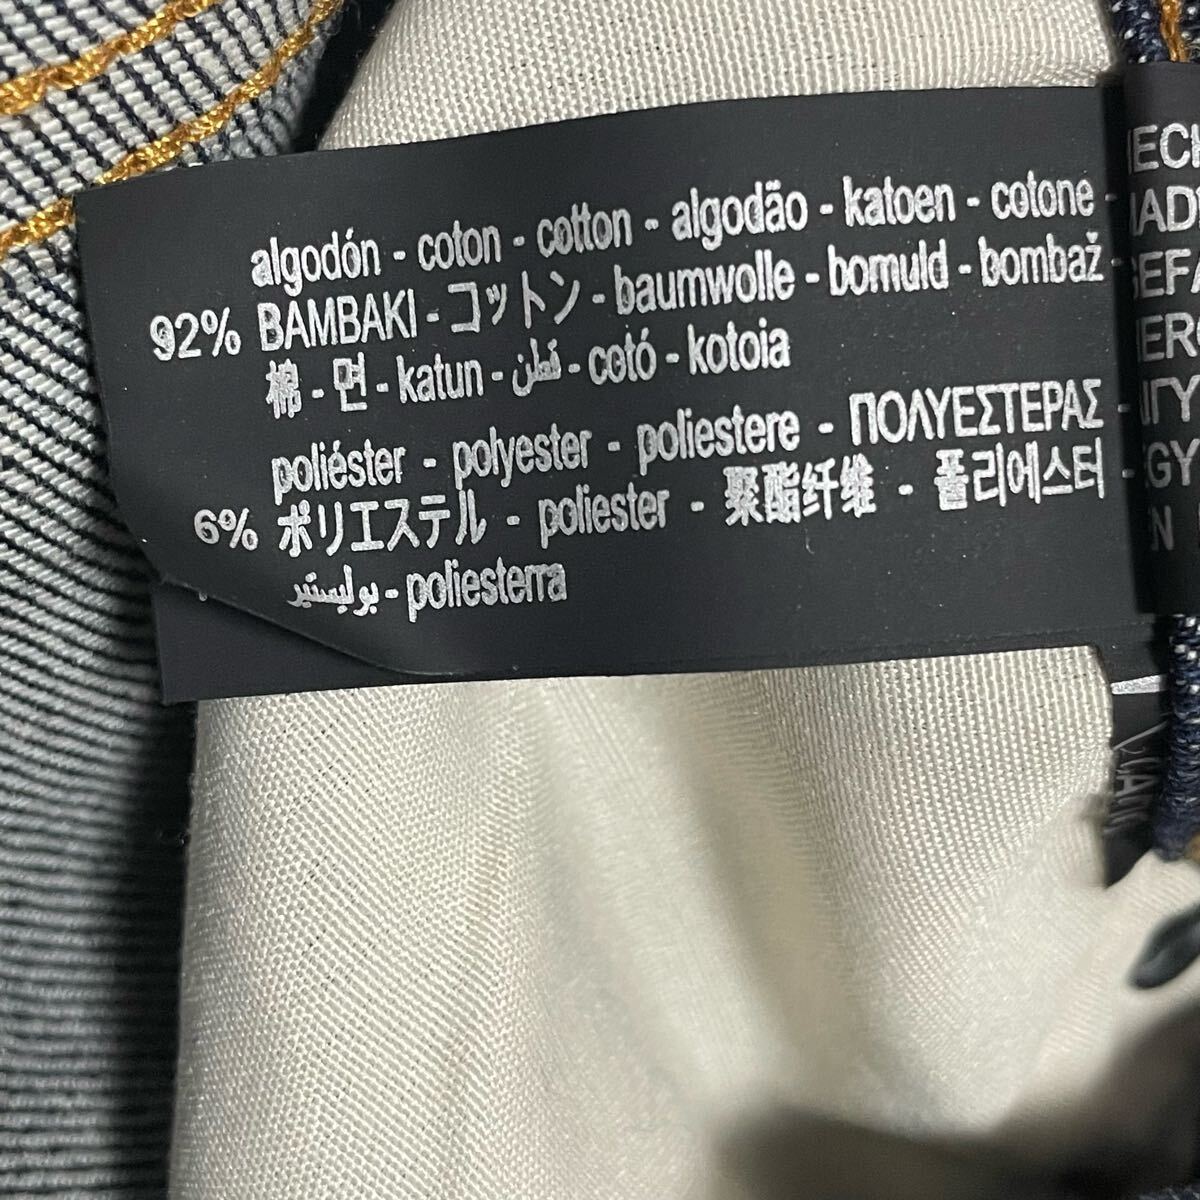 algodón - coton - cotton - algodão - katoen - cotone -
92% BAMBAKI - コットン - baumwolle - bomuld - bombaž -
棉 - 면 - katun - قطن - cotó - kotoia
poliéster - polyester - poliestere - ΠΟΛΥΕΣΤΕΡΑΣ -
6% ポリエステル - poliester - 聚酯纤维 - 폴리에스터 -
بوليستير - poliesterra